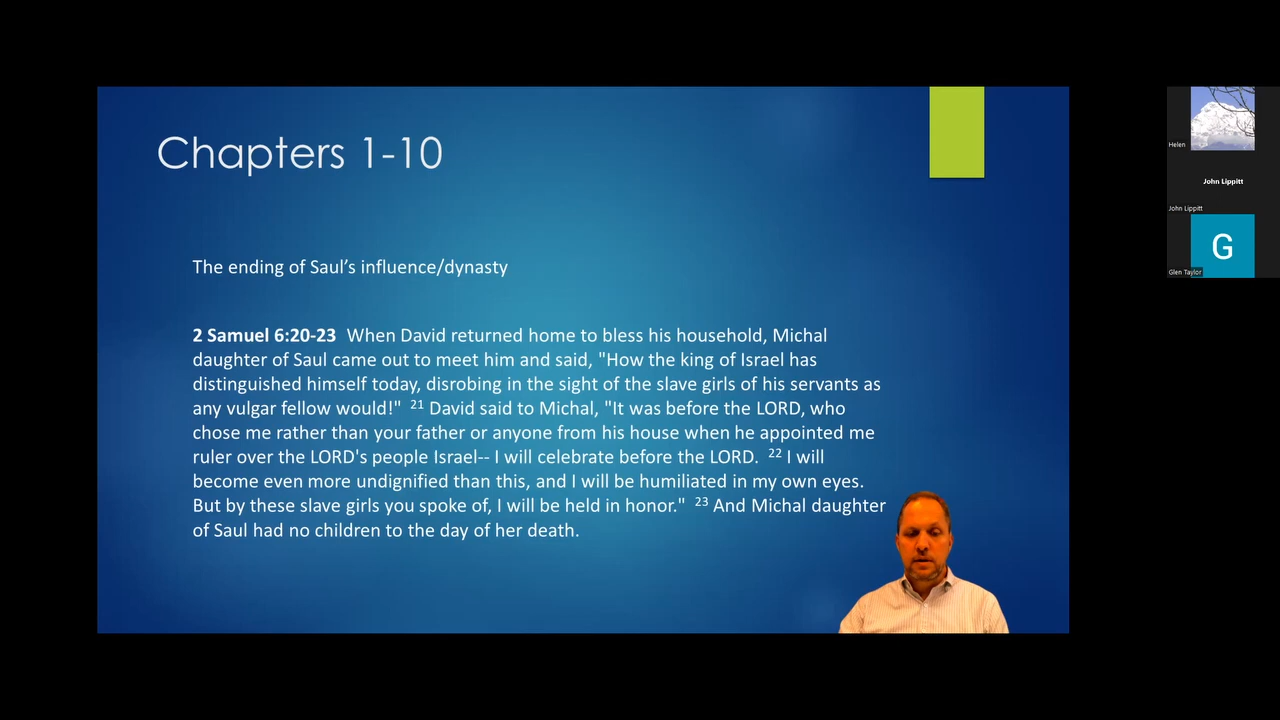 Chapters 1-10
The ending of Saul’s influence/dynasty
2 Samuel 6:20-23  When David returned home to bless his household, Michal
daughter of Saul came out to meet him and said, "How the king of Israel has
distinguished himself today, disrobing in the sight of the slave girls of his servants as
any vulgar fellow would!"  21 David said to Michal, "It was before the LORD, who
chose me rather than your father or anyone from his house when he appointed me
ruler over the LORD's people Israel-- I will celebrate before the LORD.  22 I will
become even more undignified than this, and I will be humiliated in my own eyes.
But by these slave girls you spoke of, I will be held in honor."  23 And Michal daughter
of Saul had no children to the day of her death.
Helen
John Lippitt
John Lippitt
G
Glen Taylor